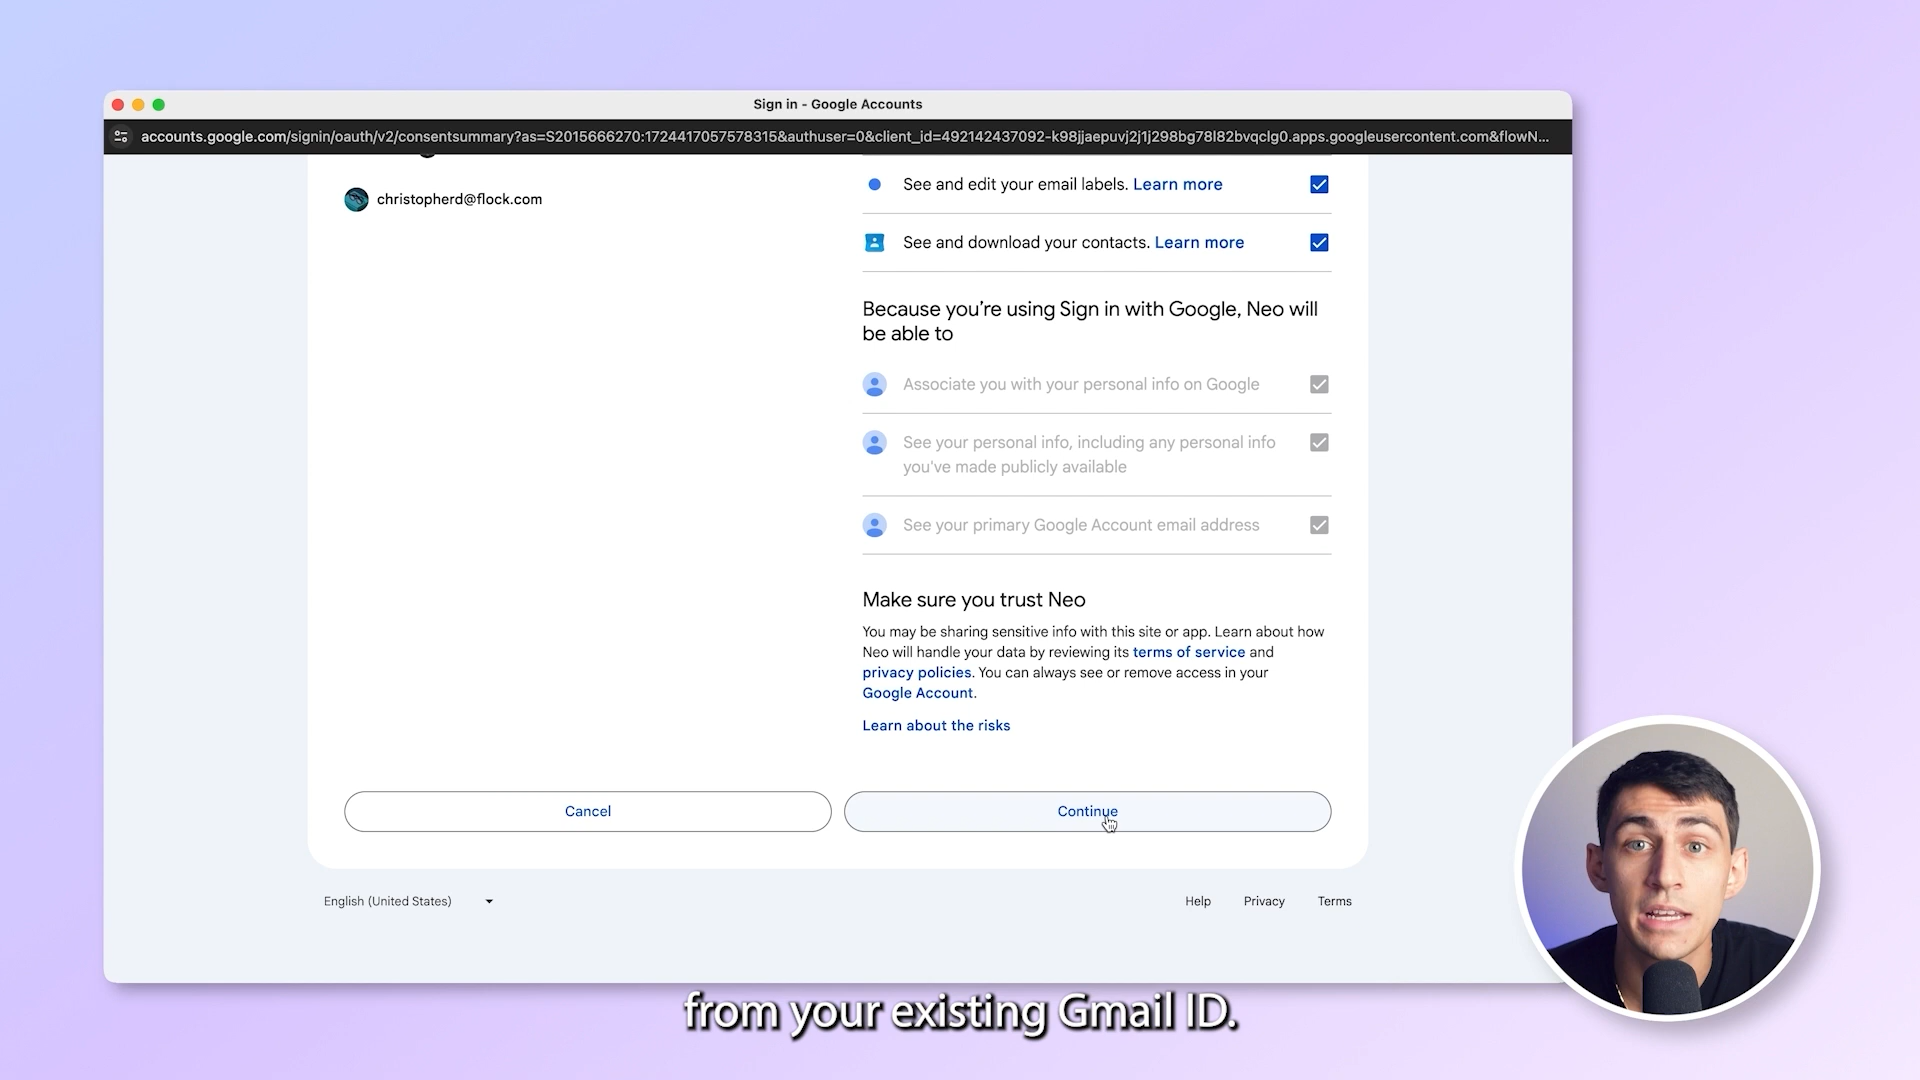 Sign in - Google Accounts
accounts.google.com/signin/oauth/v2/consentsummary?as=S2015666270:1724417057578315&authuser=0&client_id=492142437092-k98jjaepuvj2j1j298bg78l82bvqclg0.apps.googleusercontent.com&flowN...
christopherd@flock.com
See and edit your email labels. Learn more
See and download your contacts. Learn more
Because you’re using Sign in with Google, Neo will
be able to
Associate you with your personal info on Google
See your personal info, including any personal info
you've made publicly available
See your primary Google Account email address
Make sure you trust Neo
You may be sharing sensitive info with this site or app. Learn about how
Neo will handle your data by reviewing its terms of service and
privacy policies. You can always see or remove access in your
Google Account.
Learn about the risks
Cancel
Continue
English (United States)
Help
Privacy
Terms
from your existing Gmail ID.